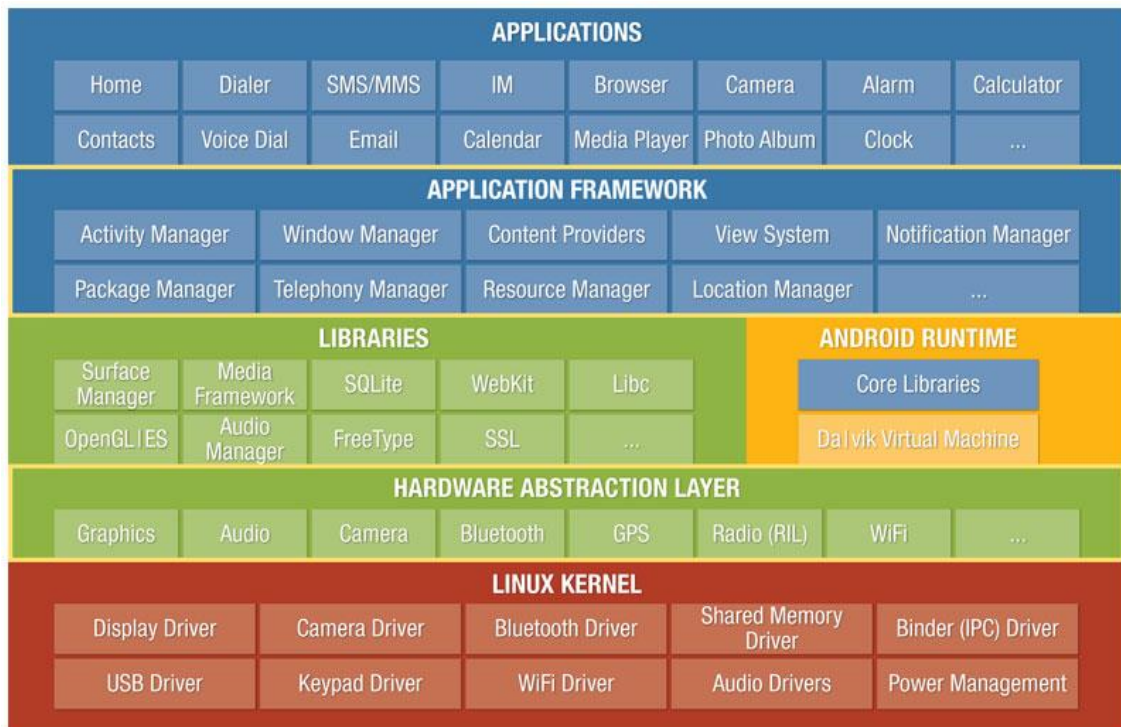 APPLICATIONS
Home Dialer SMS/MMS IM Browser Camera Alarm Calculator
Contacts Voice Dial Email Calendar Media Player Photo Album Clock ...
APPLICATION FRAMEWORK
Activity Manager Window Manager Content Providers View System Notification Manager
Package Manager Telephony Manager Resource Manager Location Manager ...
LIBRARIES
Surface Manager Media Framework SQLite WebKit Libc
OpenGL|ES Audio Manager FreeType SSL ...
ANDROID RUNTIME
Core Libraries
Dalvik Virtual Machine
HARDWARE ABSTRACTION LAYER
Graphics Audio Camera Bluetooth GPS Radio (RIL) WiFi ...
LINUX KERNEL
Display Driver Camera Driver Bluetooth Driver Shared Memory Driver Binder (IPC) Driver
USB Driver Keypad Driver WiFi Driver Audio Drivers Power Management